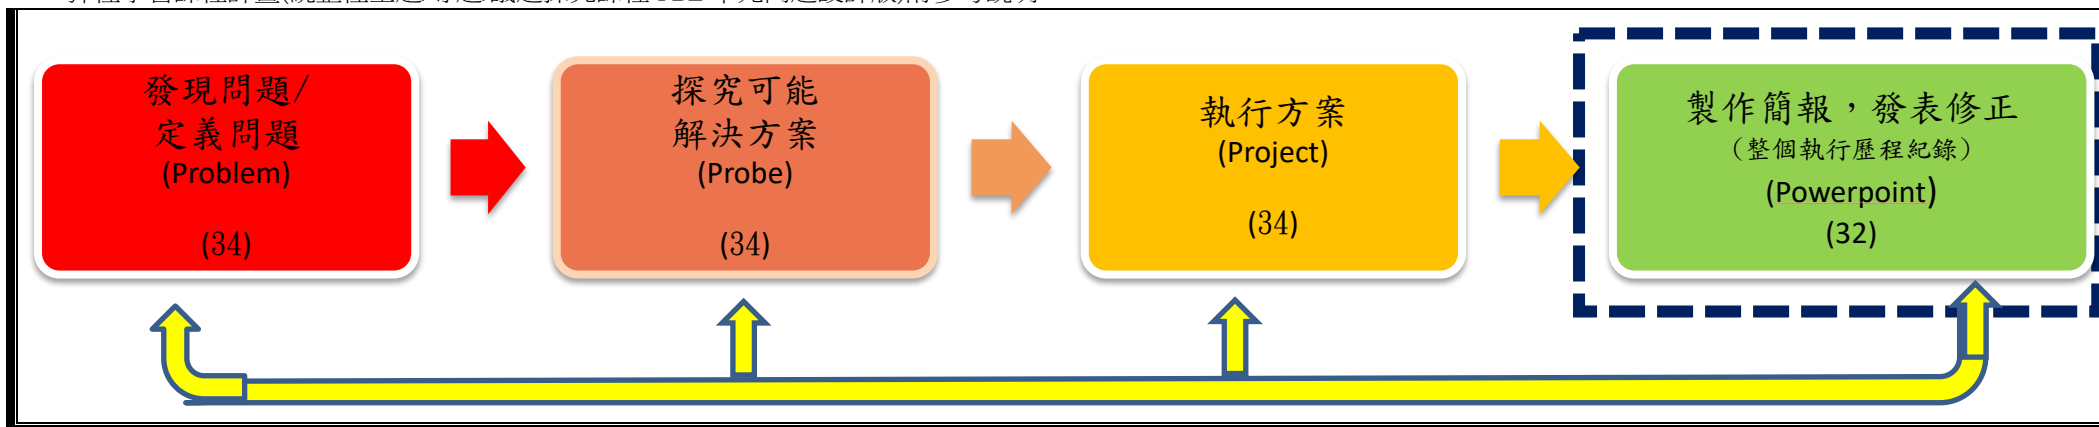 發現問題/
定義問題
(Problem)
(34)
探究可能
解決方案
(Probe)
(34)
執行方案
(Project)
(34)
製作簡報，發表修正
（整個執行歷程紀錄）
(Powerpoint)
(32)